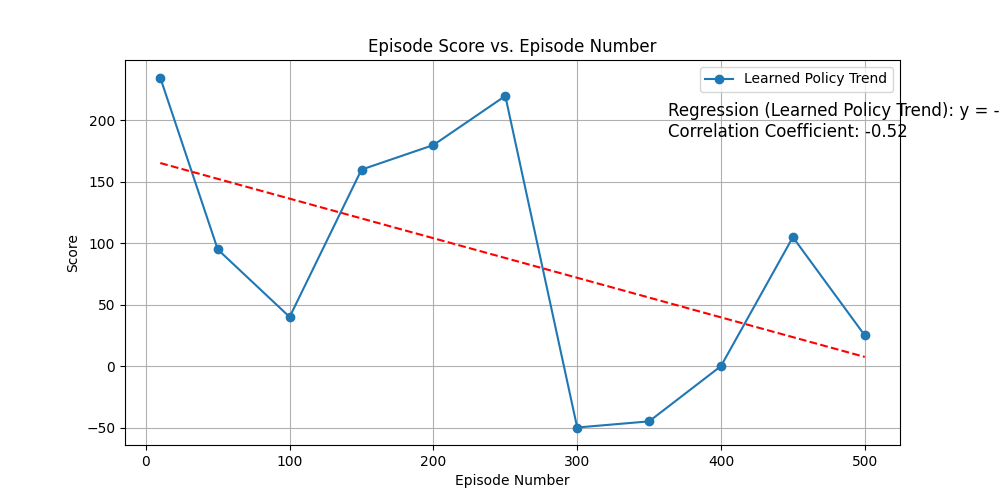 Episode Score vs. Episode Number
Learned Policy Trend
Regression (Learned Policy Trend): y = -
Correlation Coefficient: -0.52
Score
200
150
100
50
0
−50
0 100 200 300 400 500
Episode Number